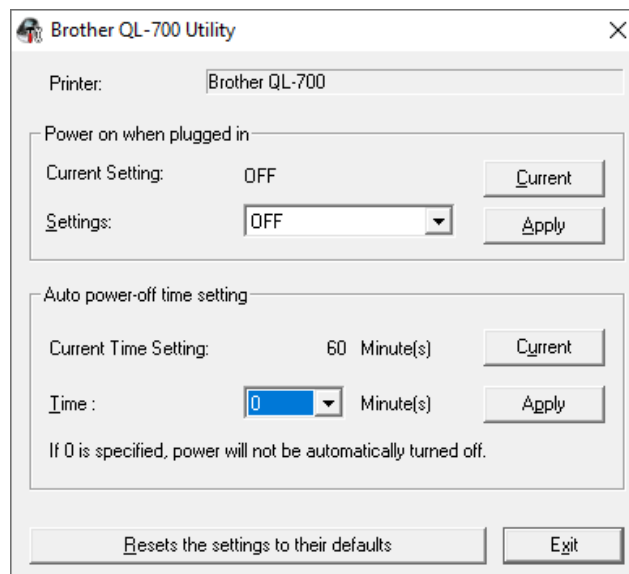 Brother QL-700 Utility
Printer: Brother QL-700
Power on when plugged in
Current Setting: OFF Current
Settings: OFF Apply
Auto power-off time setting
Current Time Setting: 60 Minute(s) Current
Time : 0 Minute(s) Apply
If 0 is specified, power will not be automatically turned off.
Resets the settings to their defaults Exit